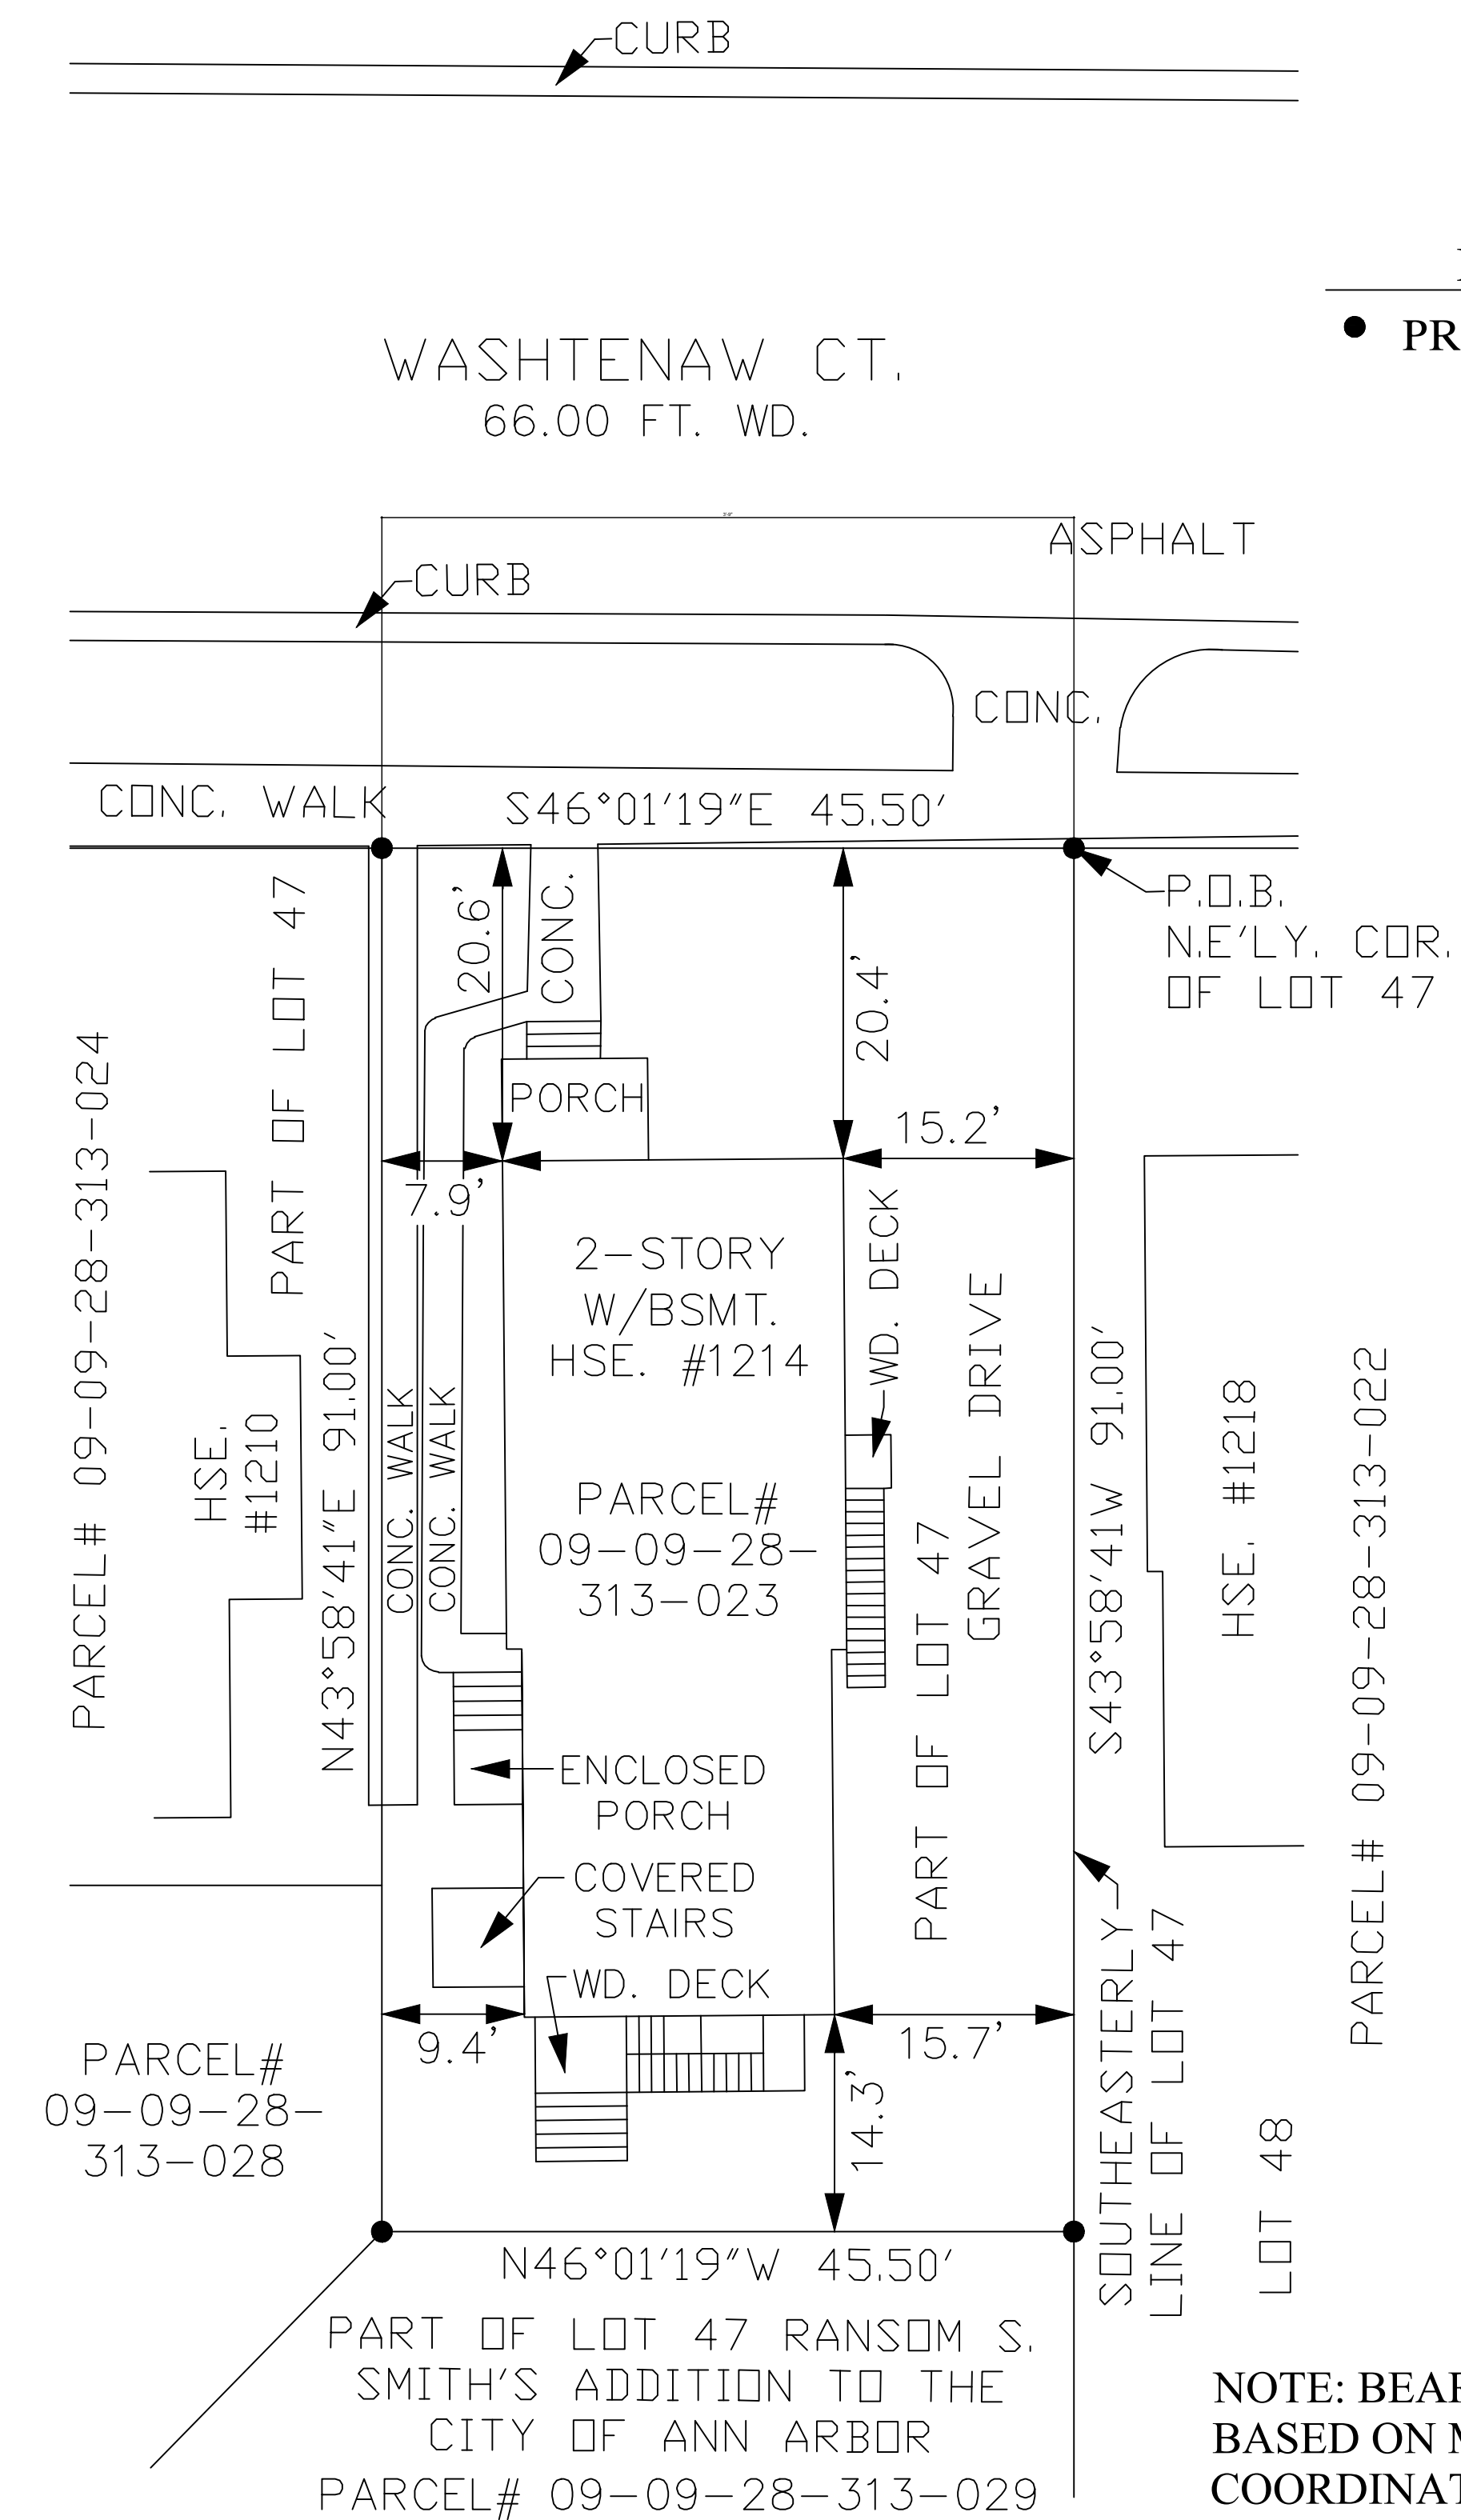 CURB
PR
WASHTENAW CT.
66.00 FT. WD.
ASPHALT
CURB
CONC.
CONC. WALK
S46°01'19"E 45.50'
P.O.B.
N.E'LY. COR.
OF LOT 47
20.6'
CONC.
20.4'
PART OF LOT 47
PARCEL# 09-09-28-313-024
PORCH
15.2'
7.9'
2-STORY
W/BSMT.
HSE. #1214
WD. DECK
GRAVEL DRIVE
HSE.
#1210
N43°58'41"E 91.00'
CONC. WALK
CONC. WALK
PARCEL#
09-09-28-
313-023
PART OF LOT 47
S43°58'41W 91.00'
HSE. #1218
PARCEL# 09-09-28-313-022
ENCLOSED
PORCH
COVERED
STAIRS
WD. DECK
9.4'
15.7'
14.3'
PARCEL#
09-09-28-
313-028
SOUTHEASTERLY
LINE OF LOT 47
LOT 48
N46°01'19"W 45.50'
PART OF LOT 47 RANSOM S.
SMITH'S ADDITION TO THE
CITY OF ANN ARBOR
PARCEL# 09-09-28-313-029
NOTE: BEAR
BASED ON M
COORDINAT